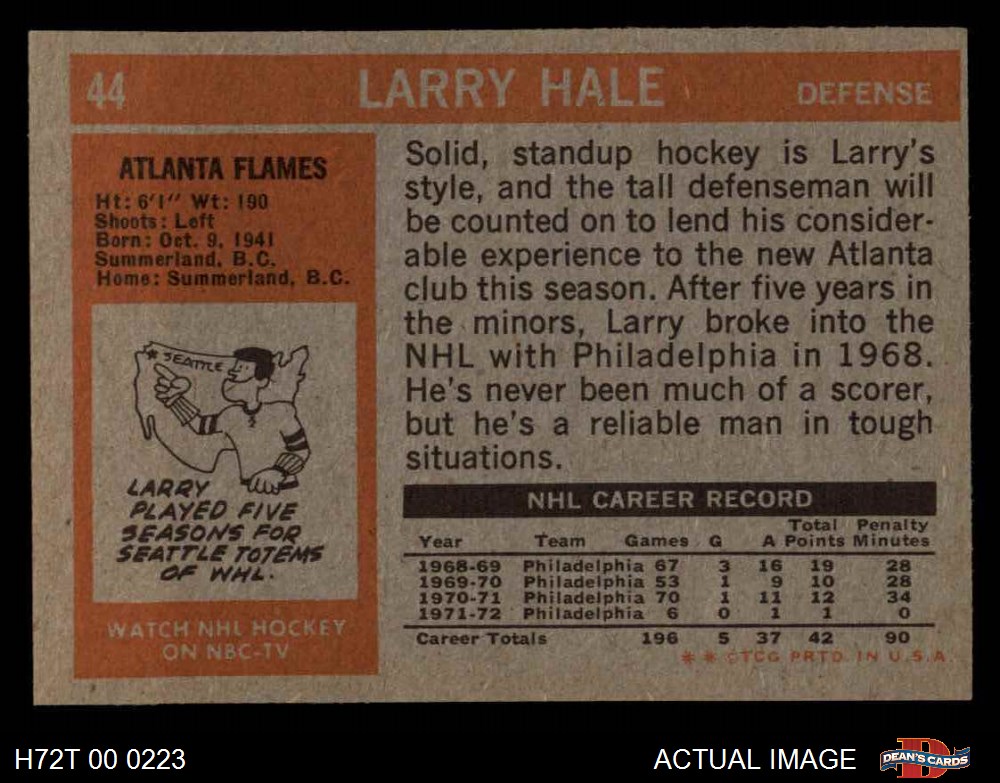 44 LARRY HALE DEFENSE
ATLANTA FLAMES
Ht: 6'1" Wt: 190
Shoots: Left
Born: Oct. 9, 1941
Summerland, B.C.
Home: Summerland, B.C.
SEATTLE
LARRY
PLAYED FIVE
SEASONS FOR
SEATTLE TOTEMS
OF WHL.
WATCH NHL HOCKEY
ON NBC-TV
Solid, standup hockey is Larry's
style, and the tall defenseman will
be counted on to lend his consider-
able experience to the new Atlanta
club this season. After five years in
the minors, Larry broke into the
NHL with Philadelphia in 1968.
He's never been much of a scorer,
but he's a reliable man in tough
situations.
NHL CAREER RECORD
Total Penalty
Year Team Games G A Points Minutes
1968-69 Philadelphia 67 3 16 19 28
1969-70 Philadelphia 53 1 9 10 28
1970-71 Philadelphia 70 1 11 12 34
1971-72 Philadelphia 6 0 1 1 0
Career Totals 196 5 37 42 90
* * ©TCG PRTD. IN U.S.A.
H72T 00 0223
ACTUAL IMAGE
DEAN'S CARDS